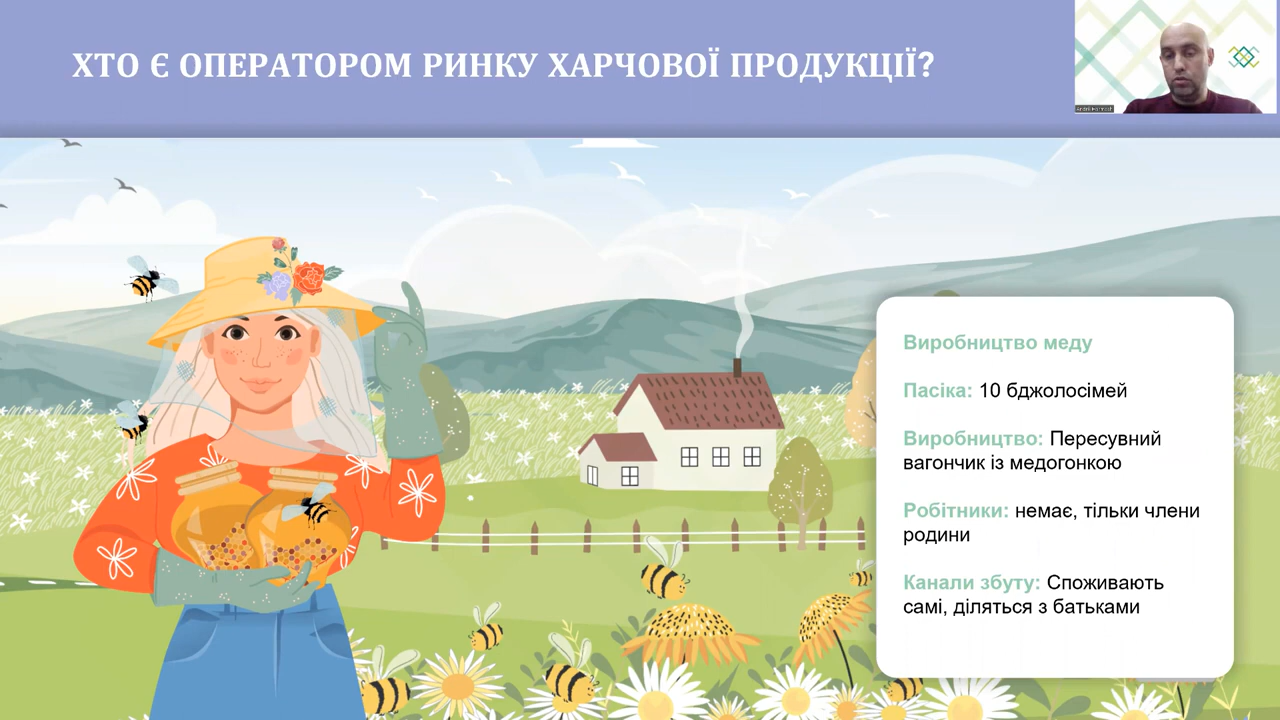 ХТО Є ОПЕРАТОРОМ РИНКУ ХАРЧОВОЇ ПРОДУКЦІЇ?
Виробництво меду
Пасіка: 10 бджолосімей
Виробництво: Пересувний
вагончик із медогонкою
Робітники: немає, тільки члени
родини
Канали збуту: Споживають
самі, діляться з батьками